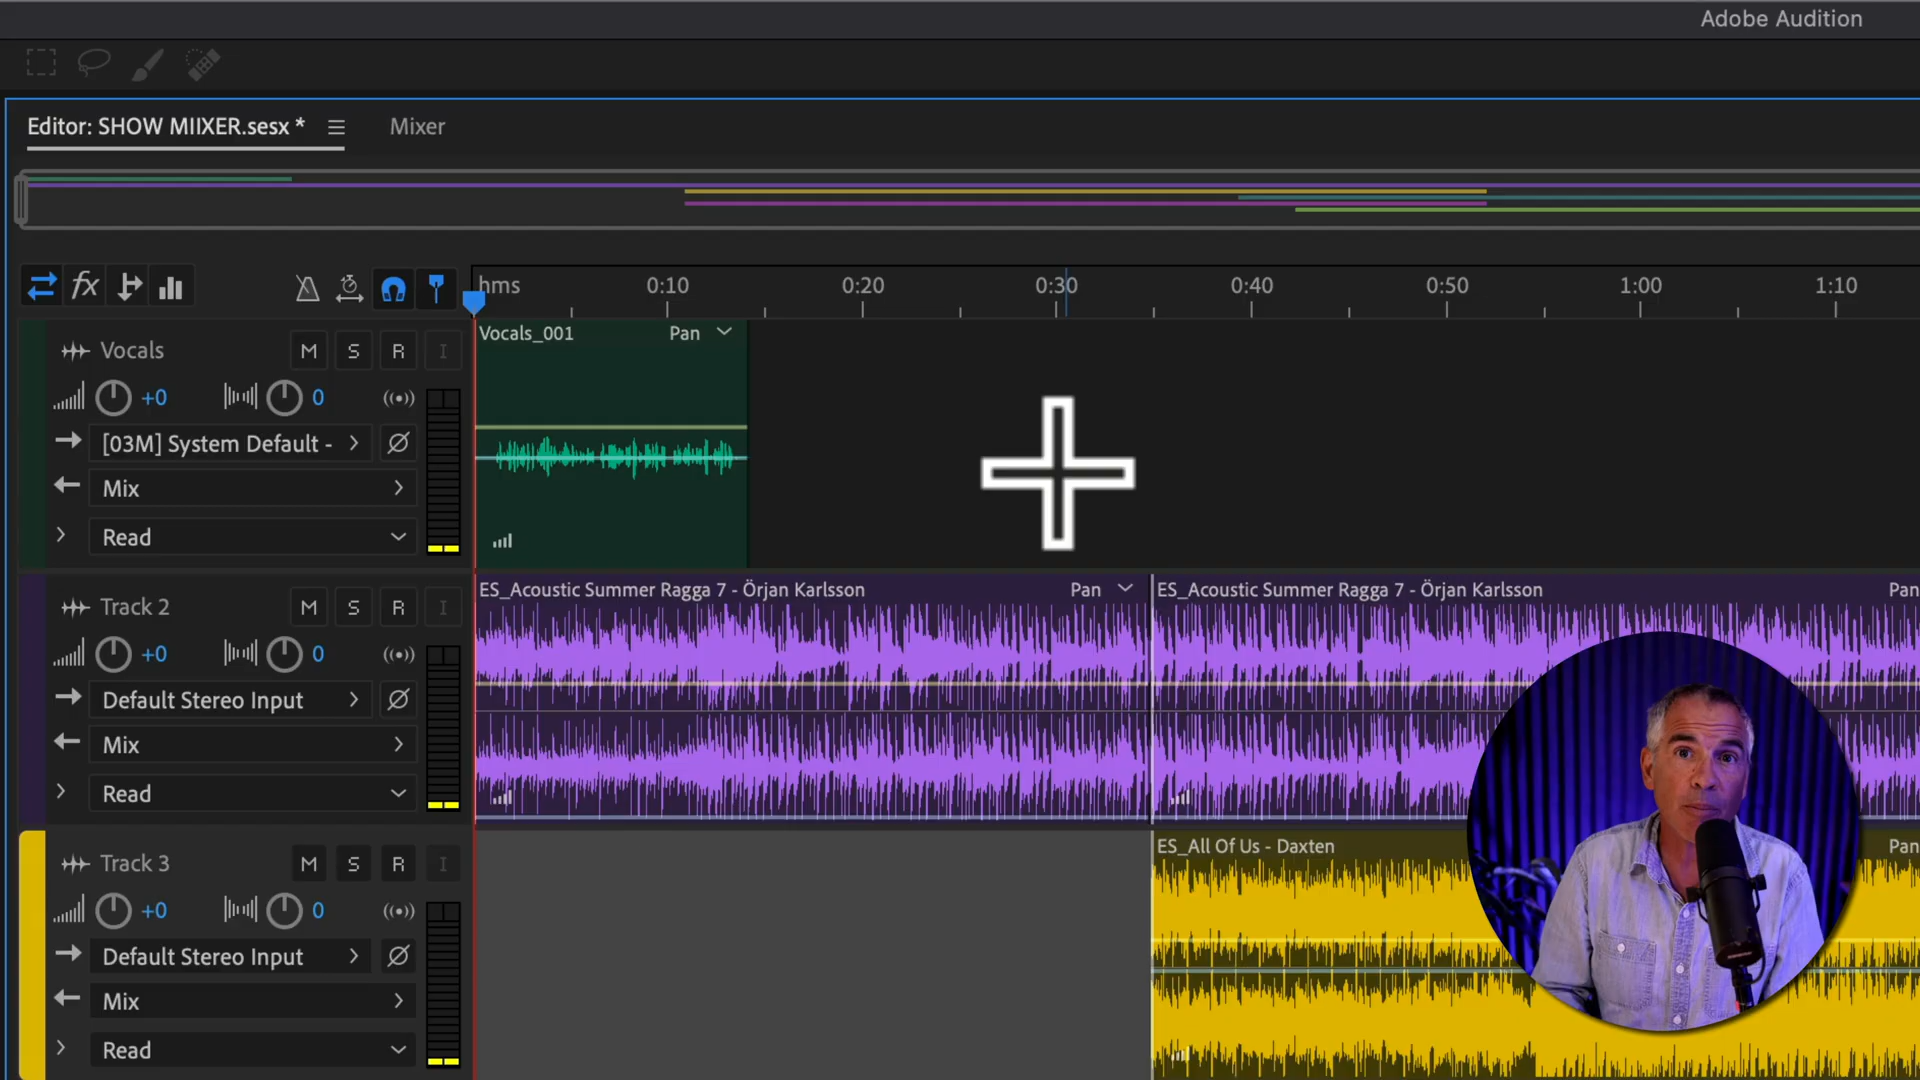 Adobe Audition
Editor: SHOW MIIXER.sesx *
Mixer
hms 0:10 0:20 0:30 0:40 0:50 1:00 1:10
Vocals M S R I
Vocals_001 Pan
+0 0
[03M] System Default -
Mix
Read
Track 2 M S R I
ES_Acoustic Summer Ragga 7 - Örjan Karlsson Pan
ES_Acoustic Summer Ragga 7 - Örjan Karlsson Pan
+0 0
Default Stereo Input
Mix
Read
Track 3 M S R I
ES_All Of Us - Daxten Pan
+0 0
Default Stereo Input
Mix
Read